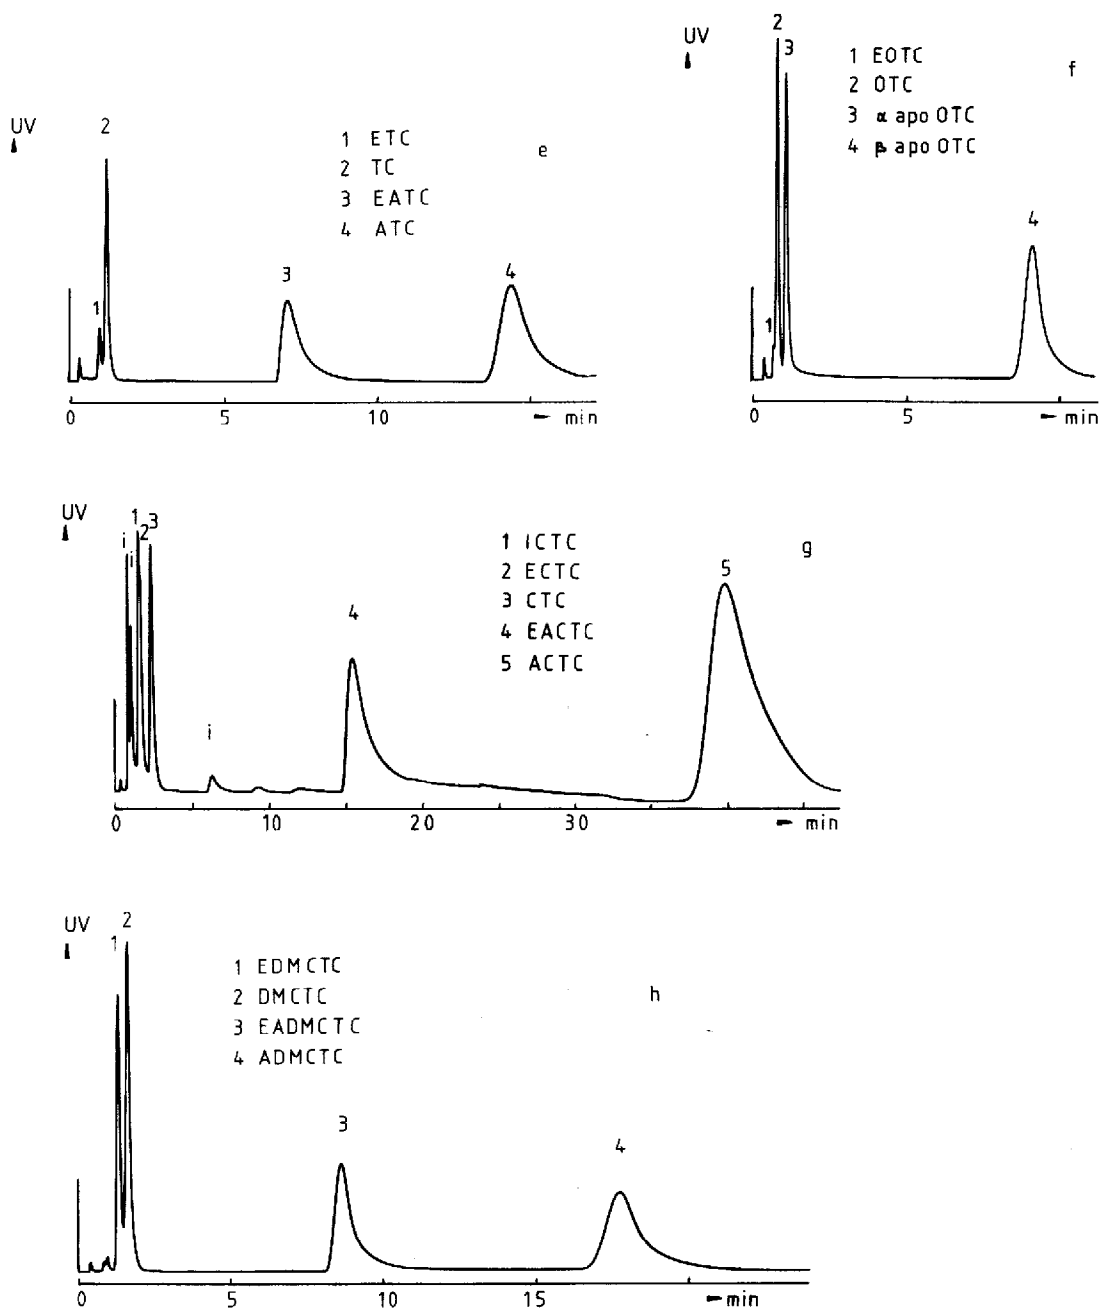 UV
2
1 ETC
2 TC
3 EATC
4 ATC
e
1
3
4
0 5 10 min
UV
2
3
1 EOTC
2 OTC
3 α apo OTC
4 β apo OTC
f
1
4
0 5 min
UV
i
i
1
2
3
1 ICTC
2 ECTC
3 CTC
4 EACTC
5 ACTC
g
i
4
5
0 10 20 30 min
UV
1
2
1 EDMCTC
2 DMCTC
3 EADMCTC
4 ADMCTC
h
3
4
0 5 10 15 min